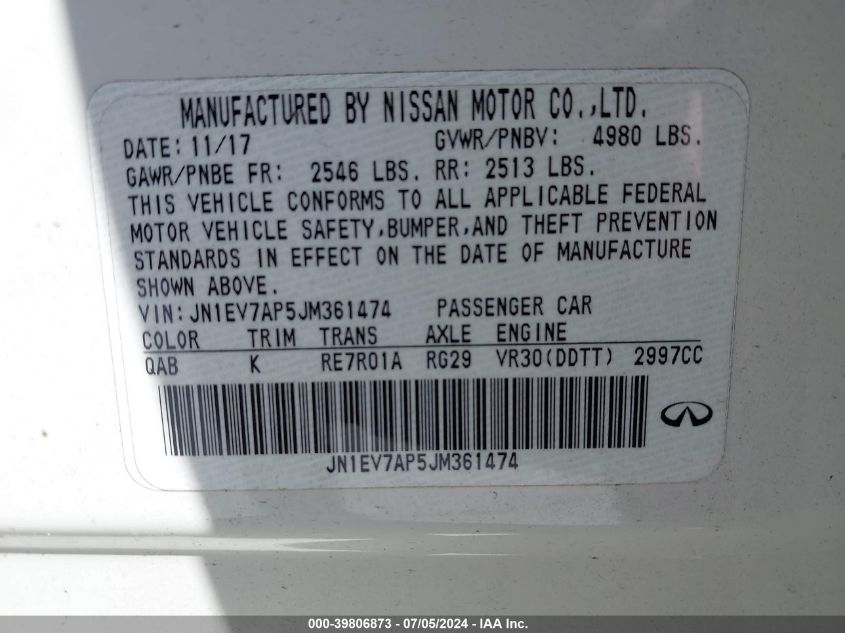 MANUFACTURED BY NISSAN MOTOR CO.,LTD.
DATE: 11/17 GVWR/PNBV: 4980 LBS.
GAWR/PNBE FR: 2546 LBS. RR: 2513 LBS.
THIS VEHICLE CONFORMS TO ALL APPLICABLE FEDERAL
MOTOR VEHICLE SAFETY,BUMPER,AND THEFT PREVENTION
STANDARDS IN EFFECT ON THE DATE OF MANUFACTURE
SHOWN ABOVE.
VIN:JN1EV7AP5JM361474 PASSENGER CAR
COLOR TRIM TRANS AXLE ENGINE
QAB K RE7R01A RG29 VR30(DDTT) 2997CC
JN1EV7AP5JM361474
000-39806873 - 07/05/2024 - IAAI.com